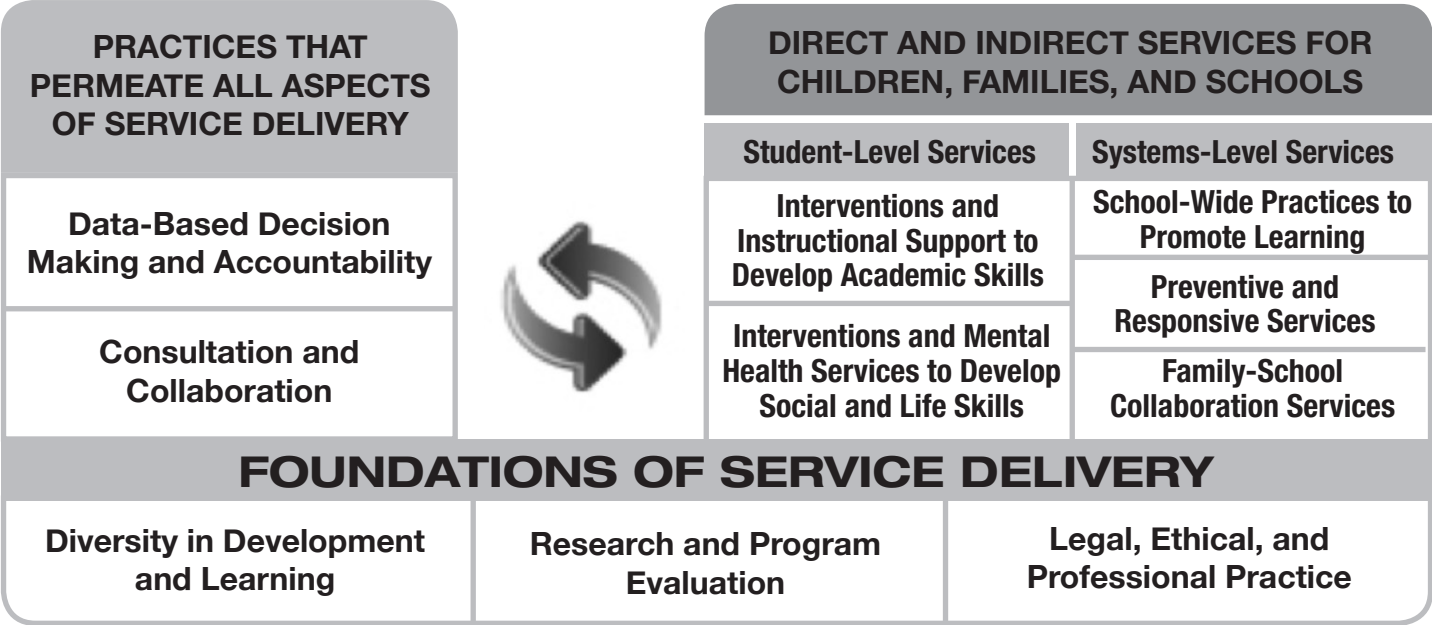 PRACTICES THAT
PERMEATE ALL ASPECTS
OF SERVICE DELIVERY
Data-Based Decision
Making and Accountability
Consultation and
Collaboration
DIRECT AND INDIRECT SERVICES FOR
CHILDREN, FAMILIES, AND SCHOOLS
Student-Level Services
Interventions and
Instructional Support to
Develop Academic Skills
Interventions and Mental
Health Services to Develop
Social and Life Skills
Systems-Level Services
School-Wide Practices to
Promote Learning
Preventive and
Responsive Services
Family-School
Collaboration Services
FOUNDATIONS OF SERVICE DELIVERY
Diversity in Development
and Learning
Research and Program
Evaluation
Legal, Ethical, and
Professional Practice